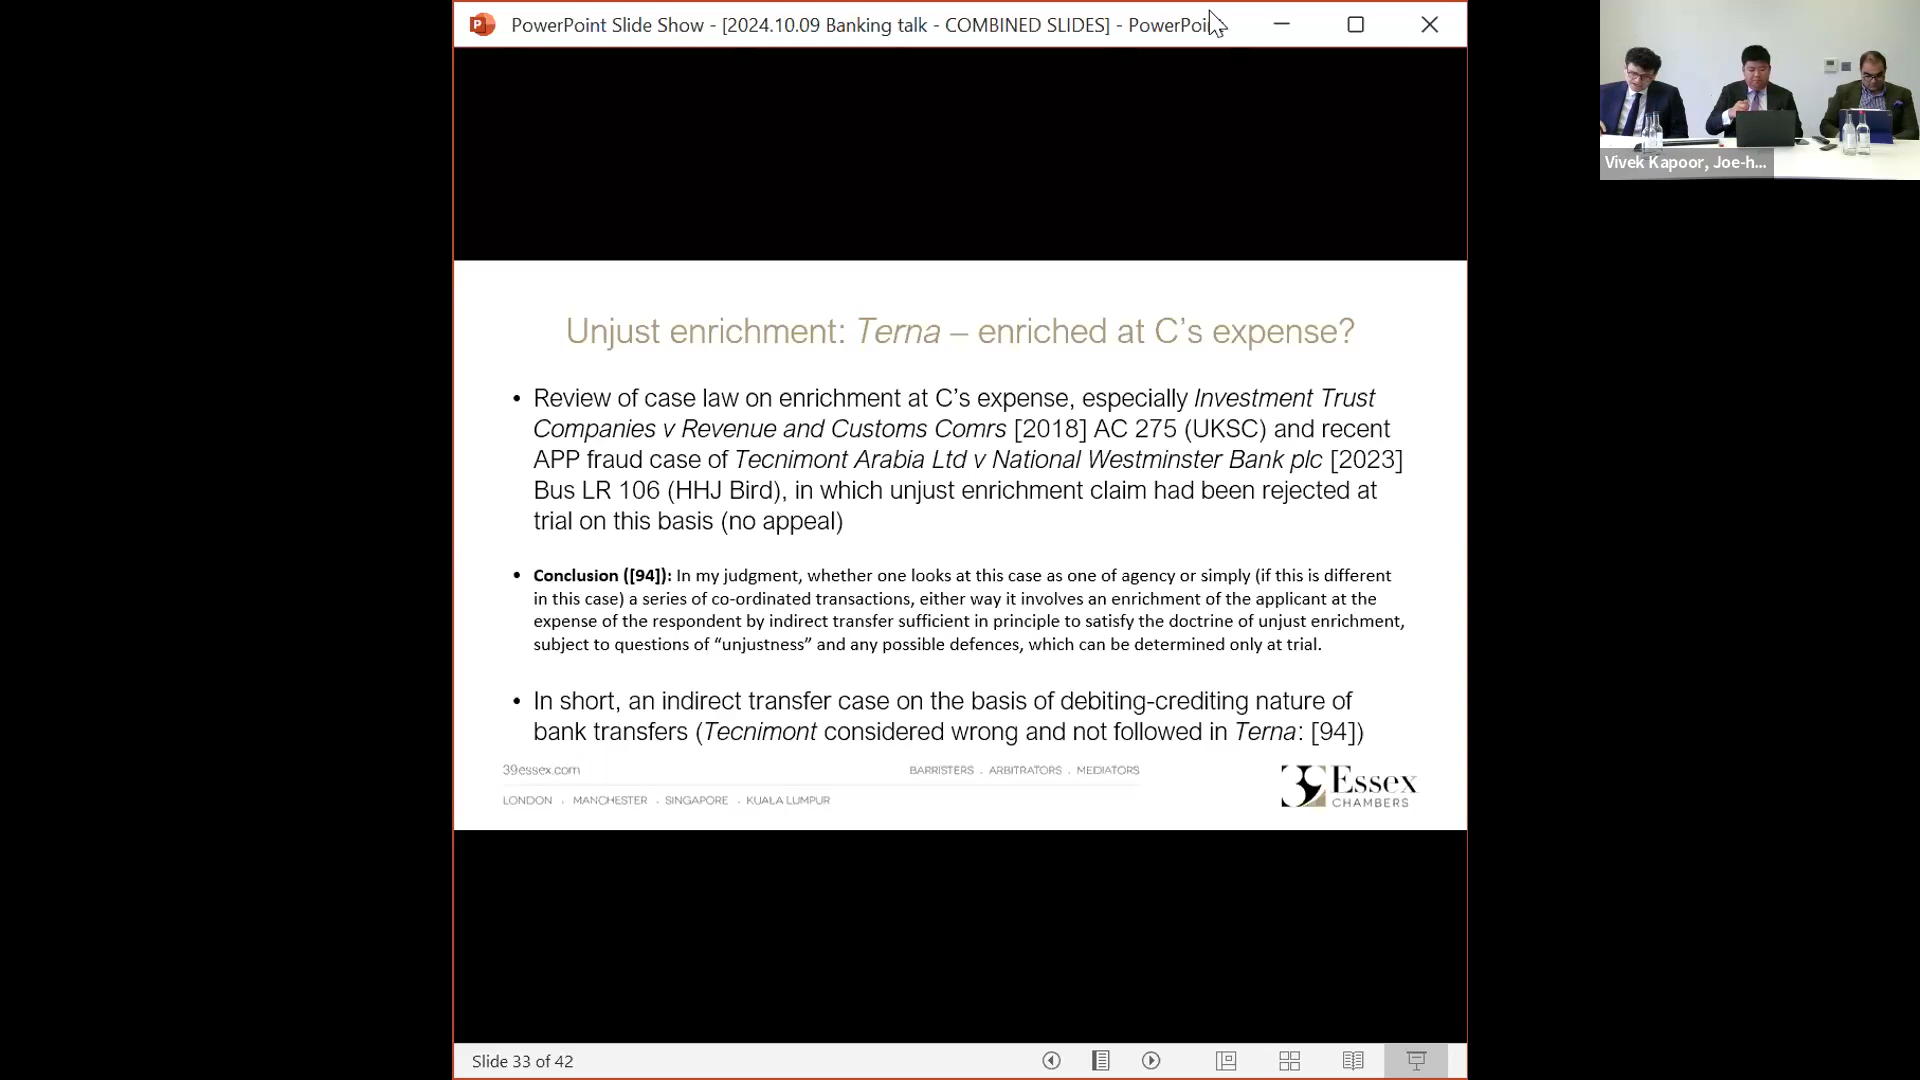 PowerPoint Slide Show - [2024.10.09 Banking talk - COMBINED SLIDES] - PowerPoi
Vivek Kapoor, Joe-h...
Unjust enrichment: Terna – enriched at C’s expense?
• Review of case law on enrichment at C’s expense, especially Investment Trust
Companies v Revenue and Customs Comrs [2018] AC 275 (UKSC) and recent
APP fraud case of Tecnimont Arabia Ltd v National Westminster Bank plc [2023]
Bus LR 106 (HHJ Bird), in which unjust enrichment claim had been rejected at
trial on this basis (no appeal)
• Conclusion ([94]): In my judgment, whether one looks at this case as one of agency or simply (if this is different
in this case) a series of co-ordinated transactions, either way it involves an enrichment of the applicant at the
expense of the respondent by indirect transfer sufficient in principle to satisfy the doctrine of unjust enrichment,
subject to questions of “unjustness” and any possible defences, which can be determined only at trial.
• In short, an indirect transfer case on the basis of debiting-crediting nature of
bank transfers (Tecnimont considered wrong and not followed in Terna: [94])
39essex.com
BARRISTERS . ARBITRATORS . MEDIATORS
LONDON . MANCHESTER . SINGAPORE . KUALA LUMPUR
39 Essex
CHAMBERS
Slide 33 of 42